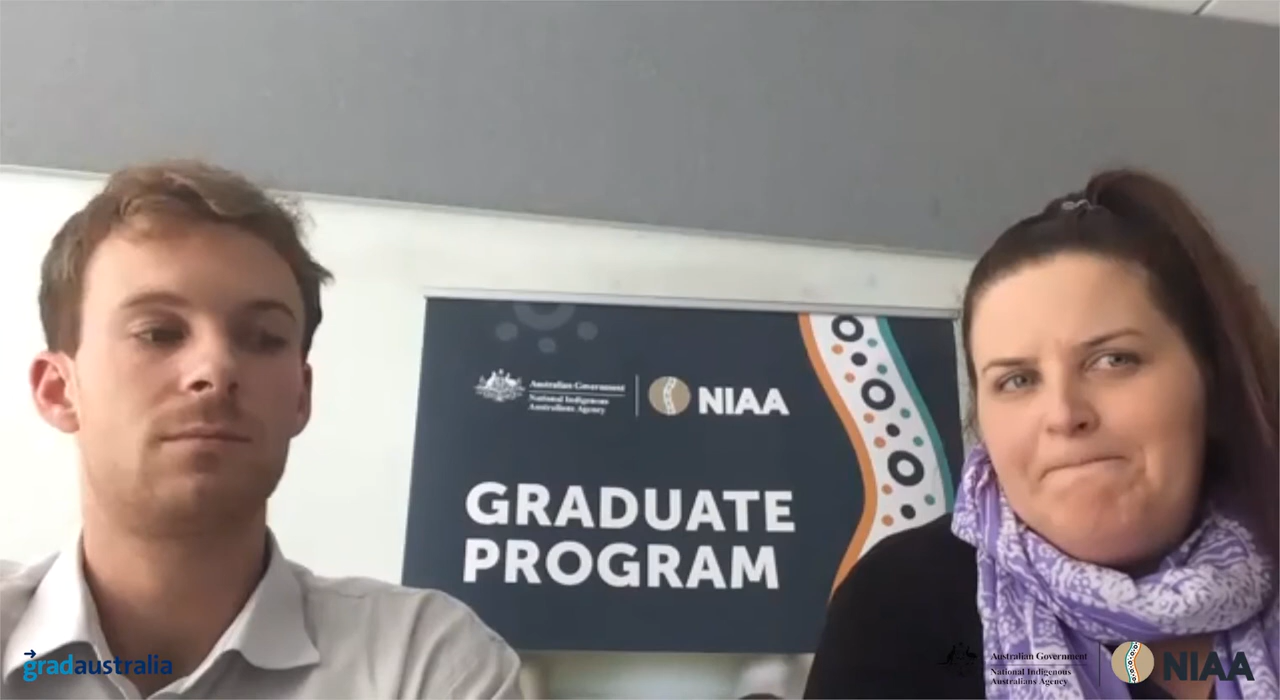 Australian Government
National Indigenous
Australians Agency
NIAA
GRADUATE
PROGRAM
gradaustralia
Australian Government
National Indigenous
Australians Agency
NIAA